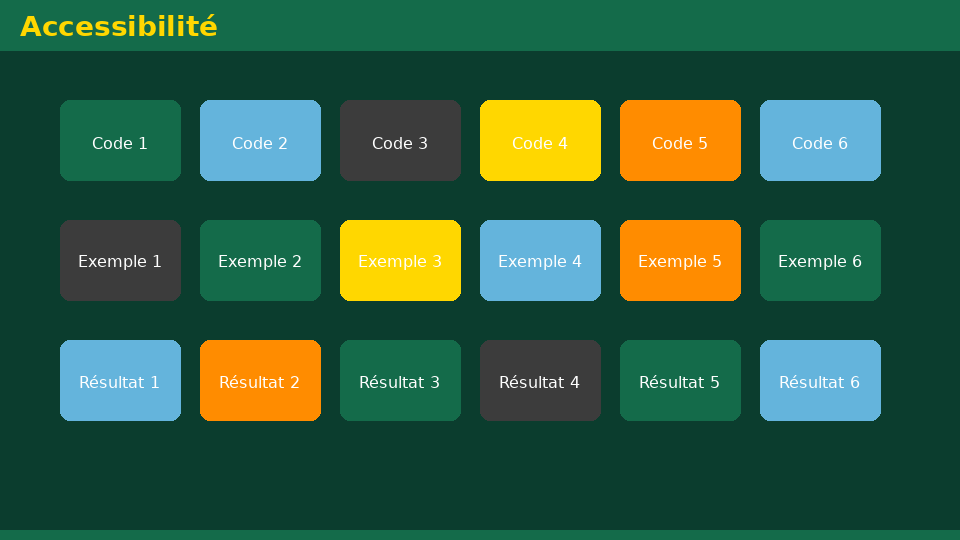 Accessibilité
Code 1
Code 2
Code 3
Code 4
Code 5
Code 6
Exemple 1
Exemple 2
Exemple 3
Exemple 4
Exemple 5
Exemple 6
Résultat 1
Résultat 2
Résultat 3
Résultat 4
Résultat 5
Résultat 6